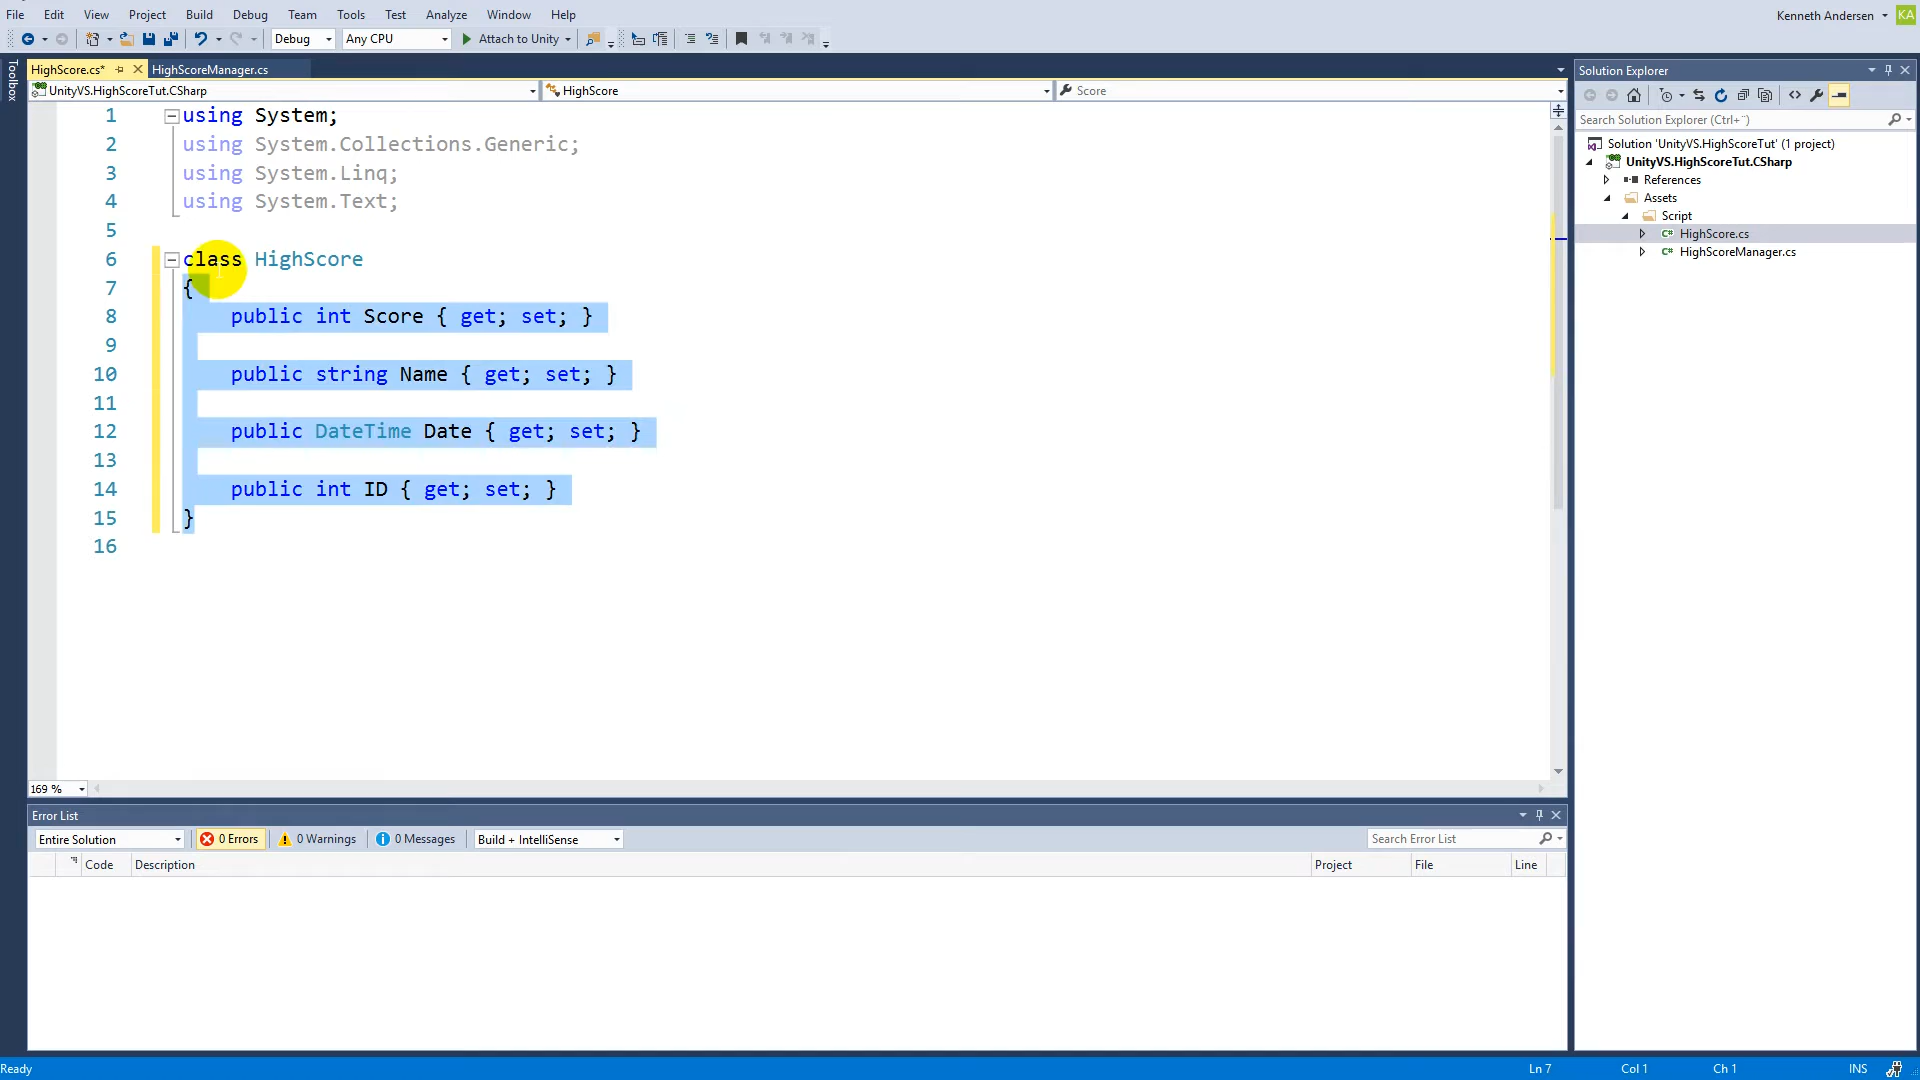 File Edit View Project Build Debug Team Tools Test Analyze Window Help Kenneth Andersen KA
Debug Any CPU Attach to Unity
Toolbox
HighScore.cs* HighScoreManager.cs
UnityVS.HighScoreTut.CSharp HighScore Score
1 using System;
2 using System.Collections.Generic;
3 using System.Linq;
4 using System.Text;
5
6 class HighScore
7 {
8 public int Score { get; set; }
9
10 public string Name { get; set; }
11
12 public DateTime Date { get; set; }
13
14 public int ID { get; set; }
15 }
16
169 %
Solution Explorer
Search Solution Explorer (Ctrl+¨)
Solution 'UnityVS.HighScoreTut' (1 project)
UnityVS.HighScoreTut.CSharp
References
Assets
Script
C# HighScore.cs
C# HighScoreManager.cs
Error List
Entire Solution 0 Errors 0 Warnings 0 Messages Build + IntelliSense Search Error List
Code Description Project File Line
Ready Ln 7 Col 1 Ch 1 INS